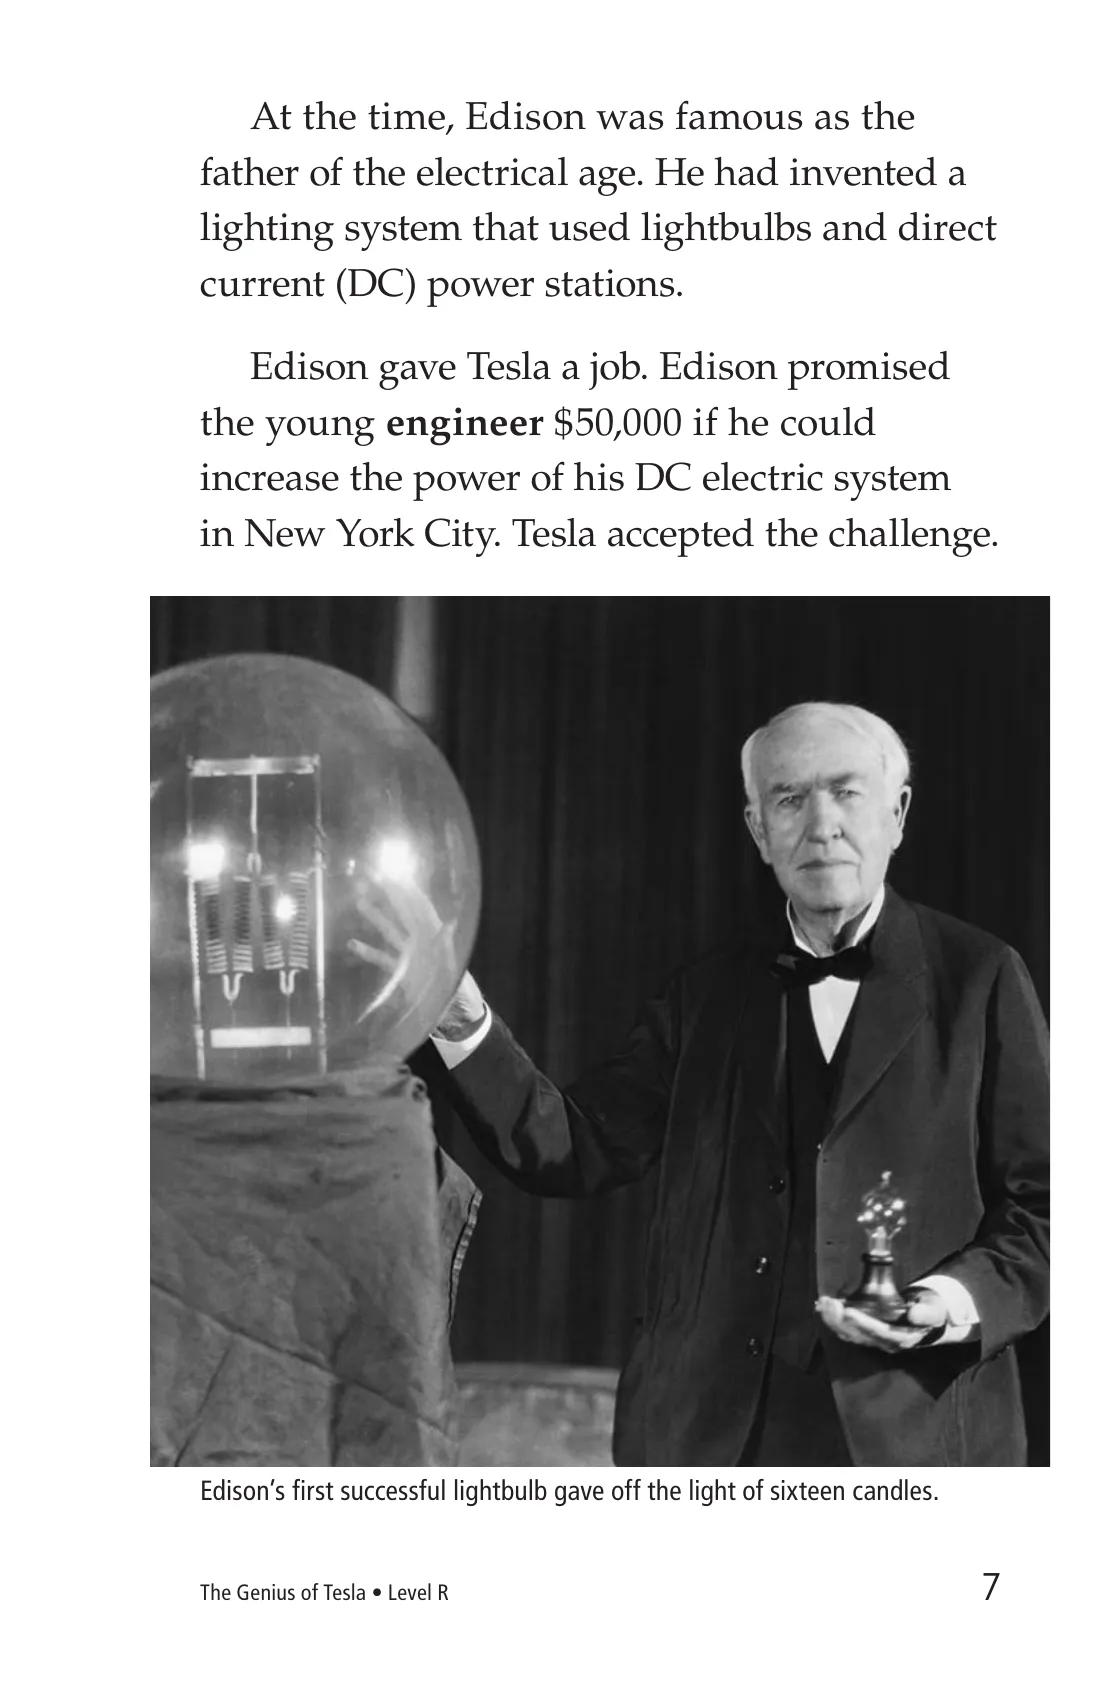 At the time, Edison was famous as the
father of the electrical age. He had invented a
lighting system that used lightbulbs and direct
current (DC) power stations.
Edison gave Tesla a job. Edison promised
the young engineer $50,000 if he could
increase the power of his DC electric system
in New York City. Tesla accepted the challenge.
Edison’s first successful lightbulb gave off the light of sixteen candles.
The Genius of Tesla • Level R
7